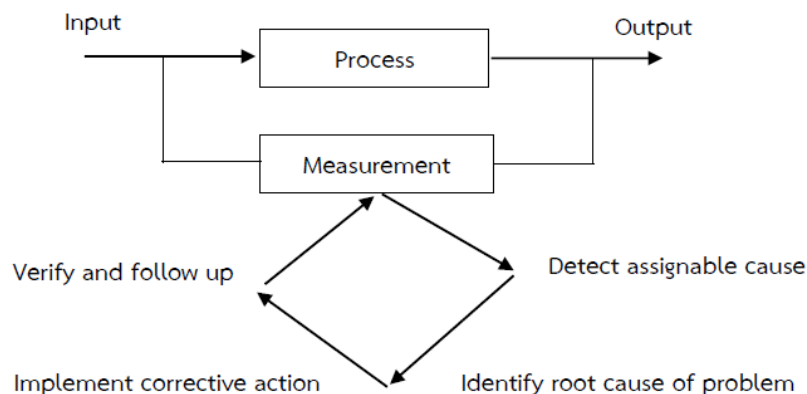 Input
Output
Process
Measurement
Verify and follow up
Detect assignable cause
Implement corrective action
Identify root cause of problem